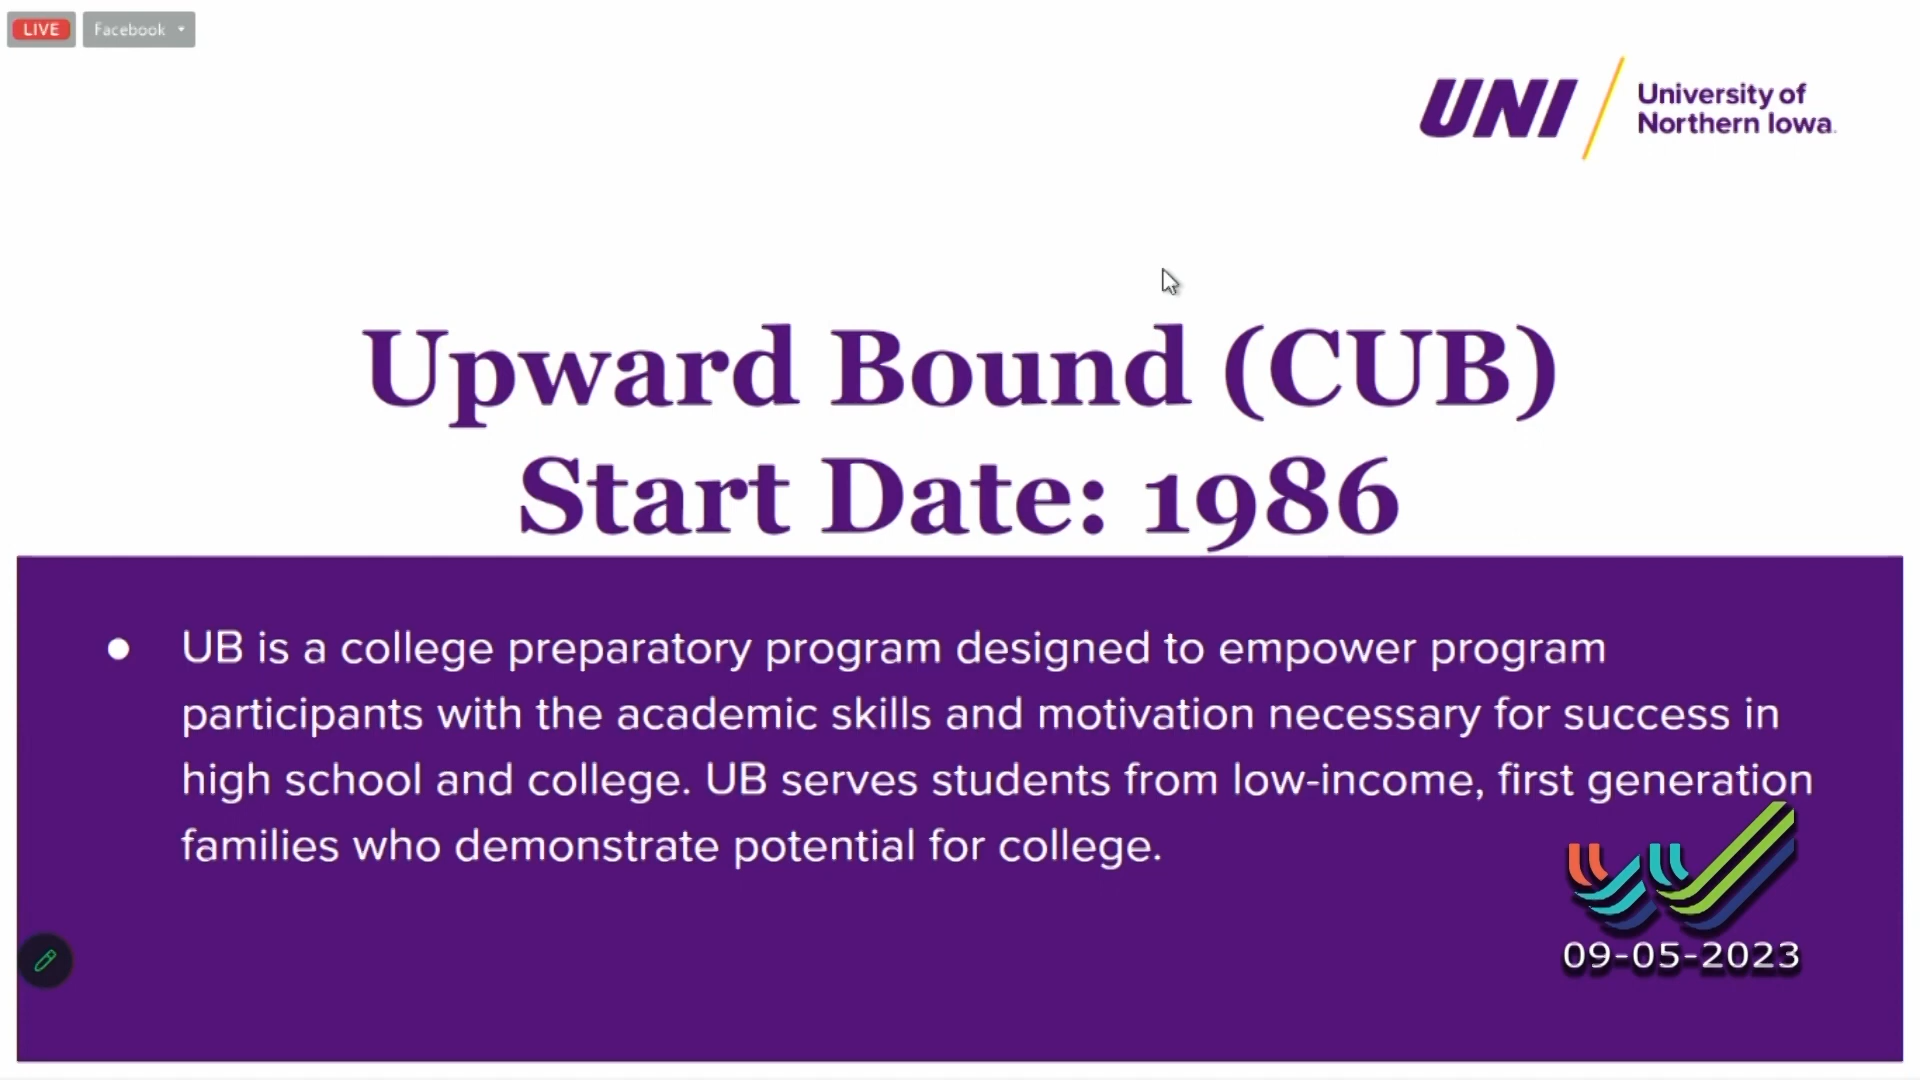 LIVE
Facebook
UNI
University of
Northern Iowa.
Upward Bound (CUB)
Start Date: 1986
● UB is a college preparatory program designed to empower program
participants with the academic skills and motivation necessary for success in
high school and college. UB serves students from low-income, first generation
families who demonstrate potential for college.
09-05-2023